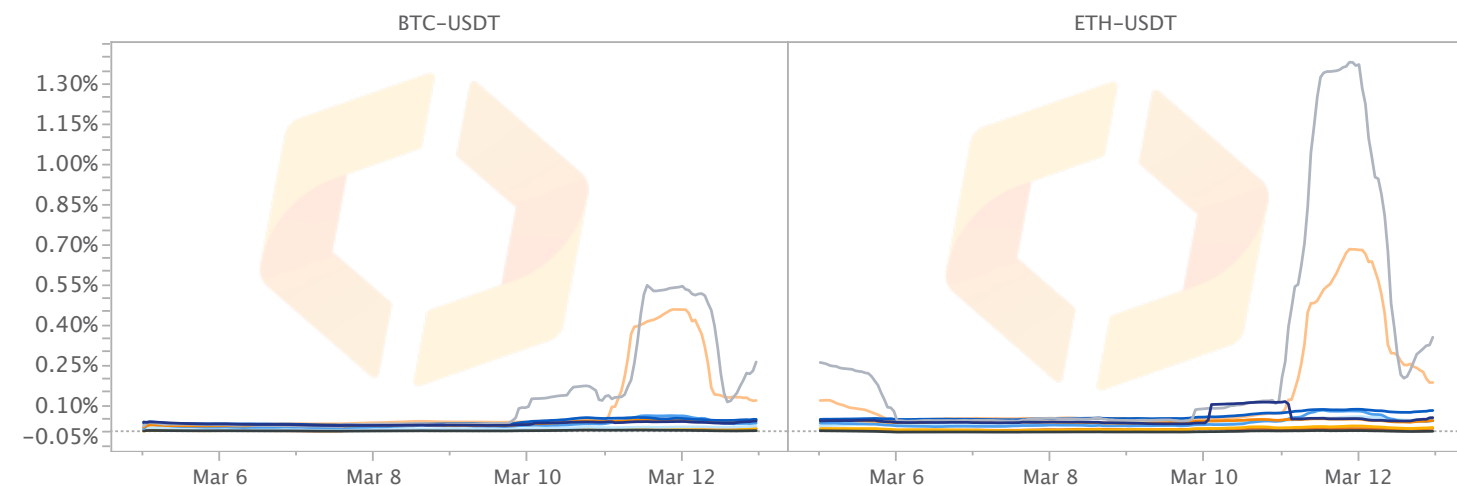 BTC-USDT
ETH-USDT
1.30%
1.15%
1.00%
0.85%
0.70%
0.55%
0.40%
0.25%
0.10%
-0.05%
Mar 6
Mar 8
Mar 10
Mar 12
Mar 6
Mar 8
Mar 10
Mar 12